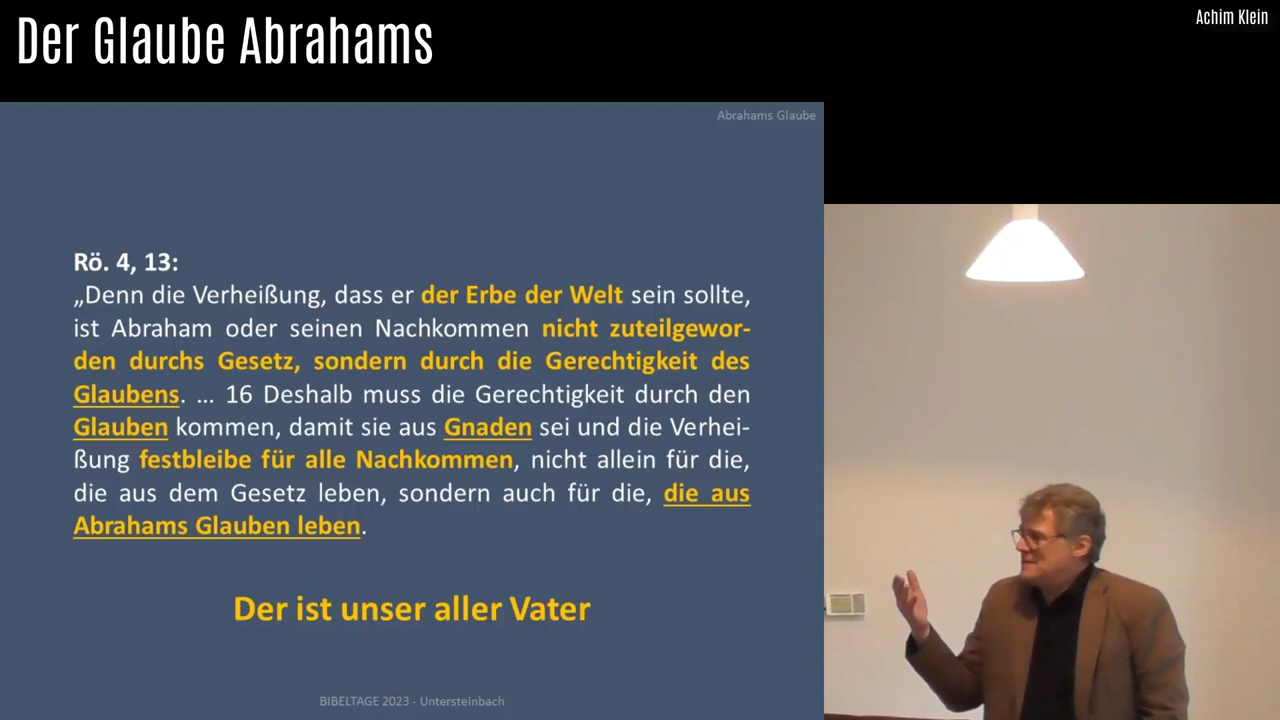 Der Glaube Abrahams
Achim Klein
Abrahams Glaube
Rö. 4, 13:
„Denn die Verheißung, dass er der Erbe der Welt sein sollte,
ist Abraham oder seinen Nachkommen nicht zuteilgewor-
den durchs Gesetz, sondern durch die Gerechtigkeit des
Glaubens. ... 16 Deshalb muss die Gerechtigkeit durch den
Glauben kommen, damit sie aus Gnaden sei und die Verhei-
ßung festbleibe für alle Nachkommen, nicht allein für die,
die aus dem Gesetz leben, sondern auch für die, die aus
Abrahams Glauben leben.
Der ist unser aller Vater
BIBELTAGE 2023 - Untersteinbach